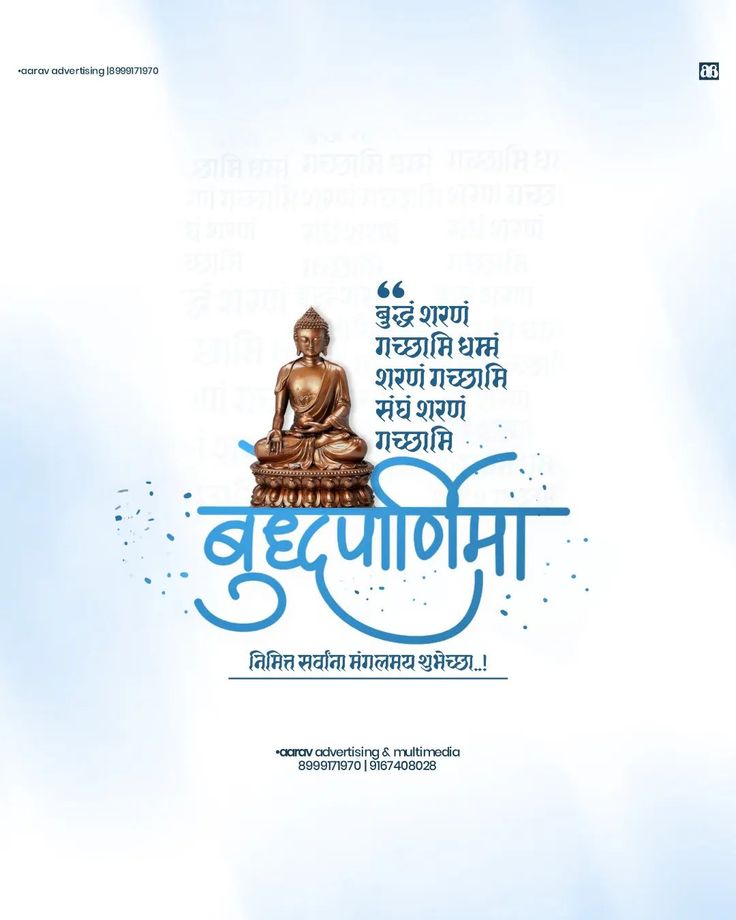 •aarav advertising |8999171970
“
बुद्धं शरणं
गच्छामि धम्मं
शरणं गच्छामि
संघं शरणं
गच्छामि
बुद्धपौर्णिमा
निमित्त सर्वांना मंगलमय शुभेच्छा..!
•aarav advertising & multimedia
8999171970 | 9167408028